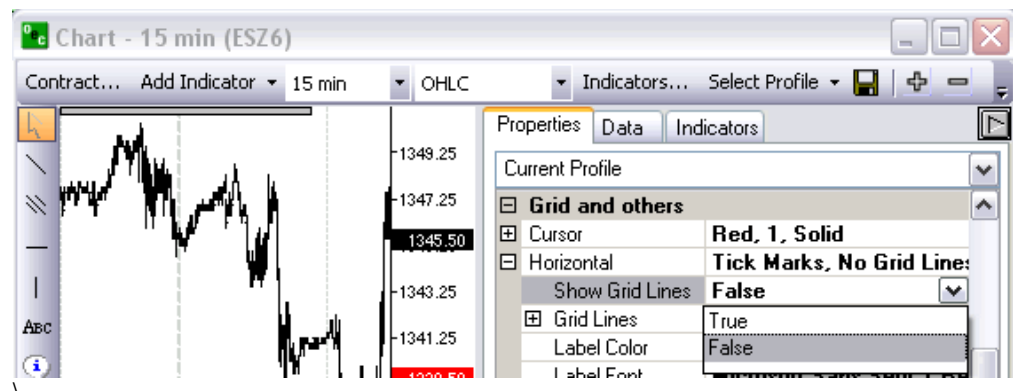 Chart - 15 min (ESZ6)
Contract... Add Indicator 15 min OHLC Indicators... Select Profile
Properties Data Indicators
Current Profile
1349.25
1347.25
1345.50
1343.25
1341.25
Grid and others
Cursor Red, 1, Solid
Horizontal Tick Marks, No Grid Lines
Show Grid Lines False
Grid Lines True
Label Color False
Label Font
ABC